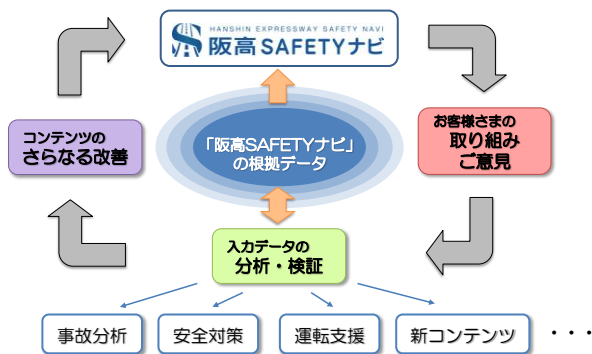 HANSHIN EXPRESSWAY SAFETY NAVI
阪高SAFETYナビ
コンテンツの
さらなる改善
「阪高SAFETYナビ」
の根拠データ
お客様さまの
取り組み
ご意見
入力データの
分析・検証
事故分析
安全対策
運転支援
新コンテンツ
・・・